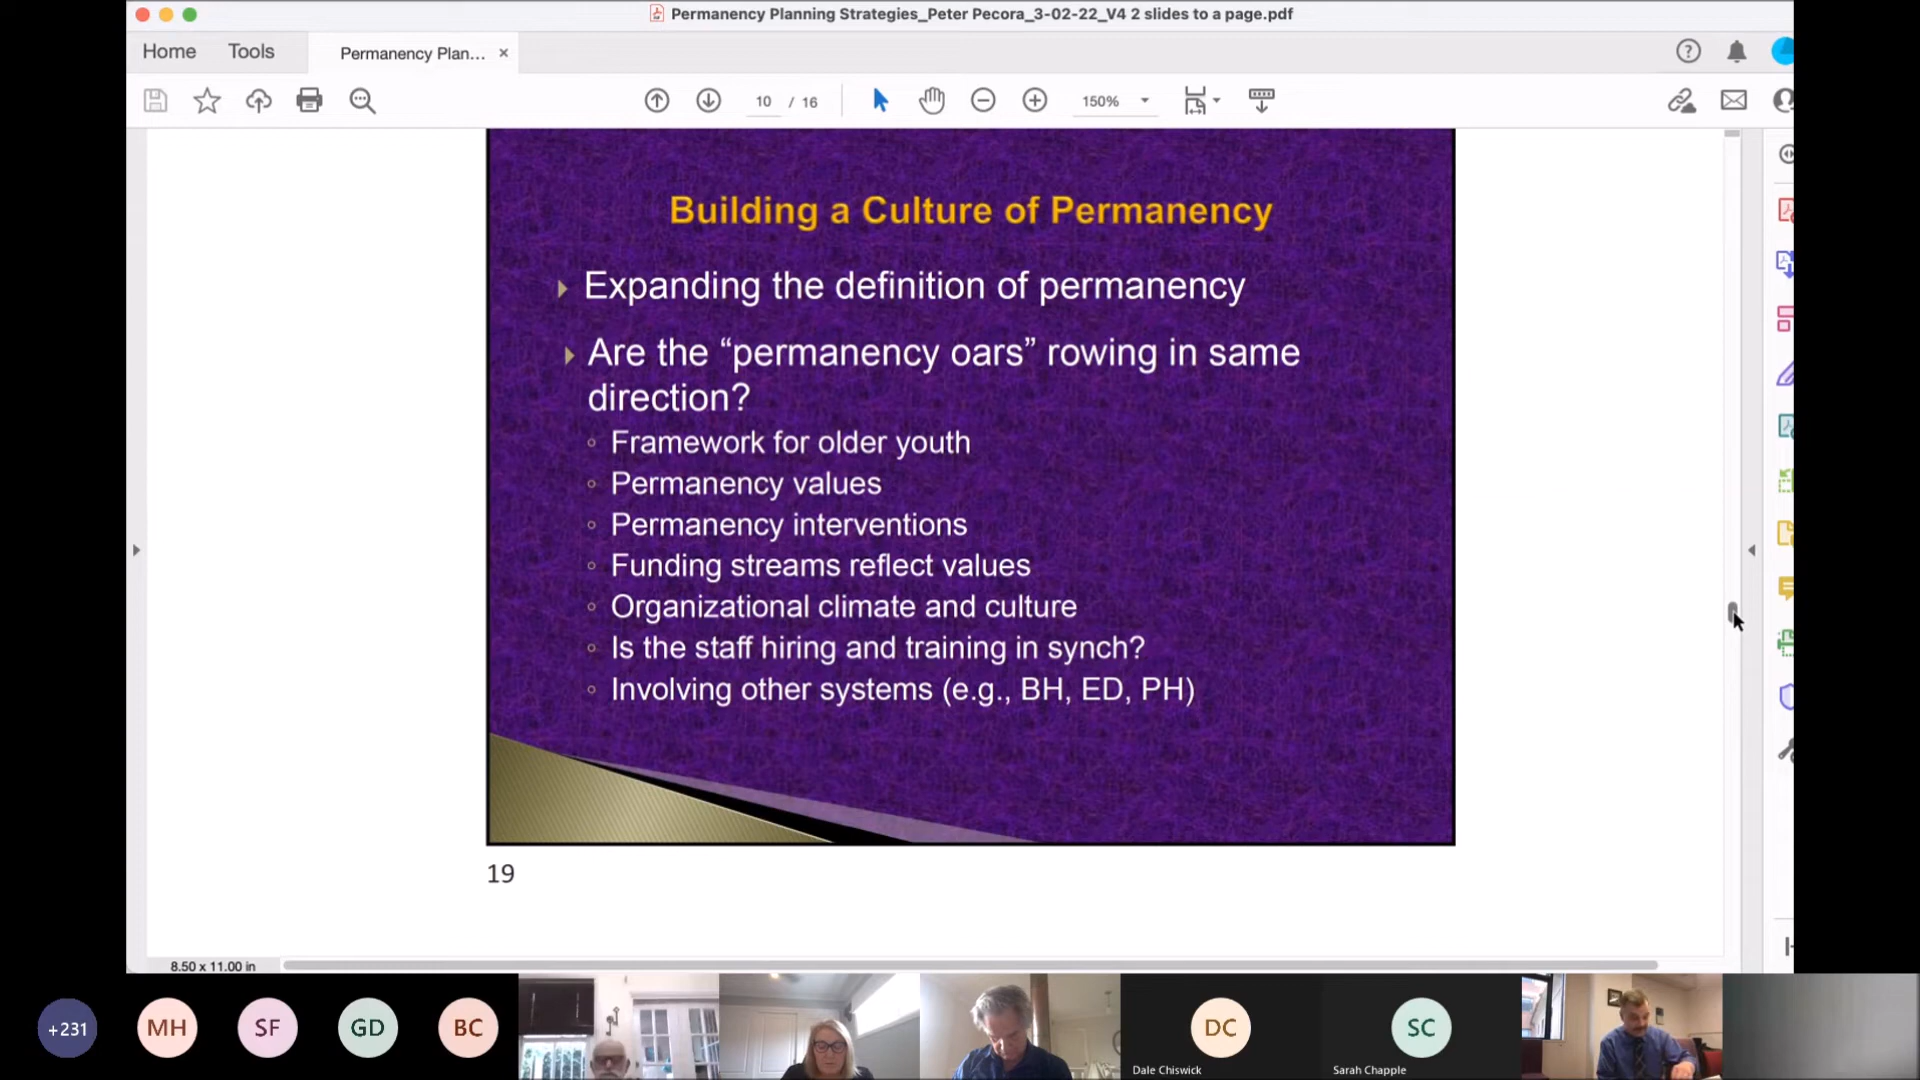 Permanency Planning Strategies_Peter Pecora_3-02-22_V4 2 slides to a page.pdf
Home
Tools
Permanency Plan...
10 / 16
150%
Building a Culture of Permanency
Expanding the definition of permanency
Are the “permanency oars” rowing in same
direction?
Framework for older youth
Permanency values
Permanency interventions
Funding streams reflect values
Organizational climate and culture
Is the staff hiring and training in synch?
Involving other systems (e.g., BH, ED, PH)
19
8.50 x 11.00 in
+231
MH
SF
GD
BC
DC
SC
Dale Chiswick
Sarah Chapple